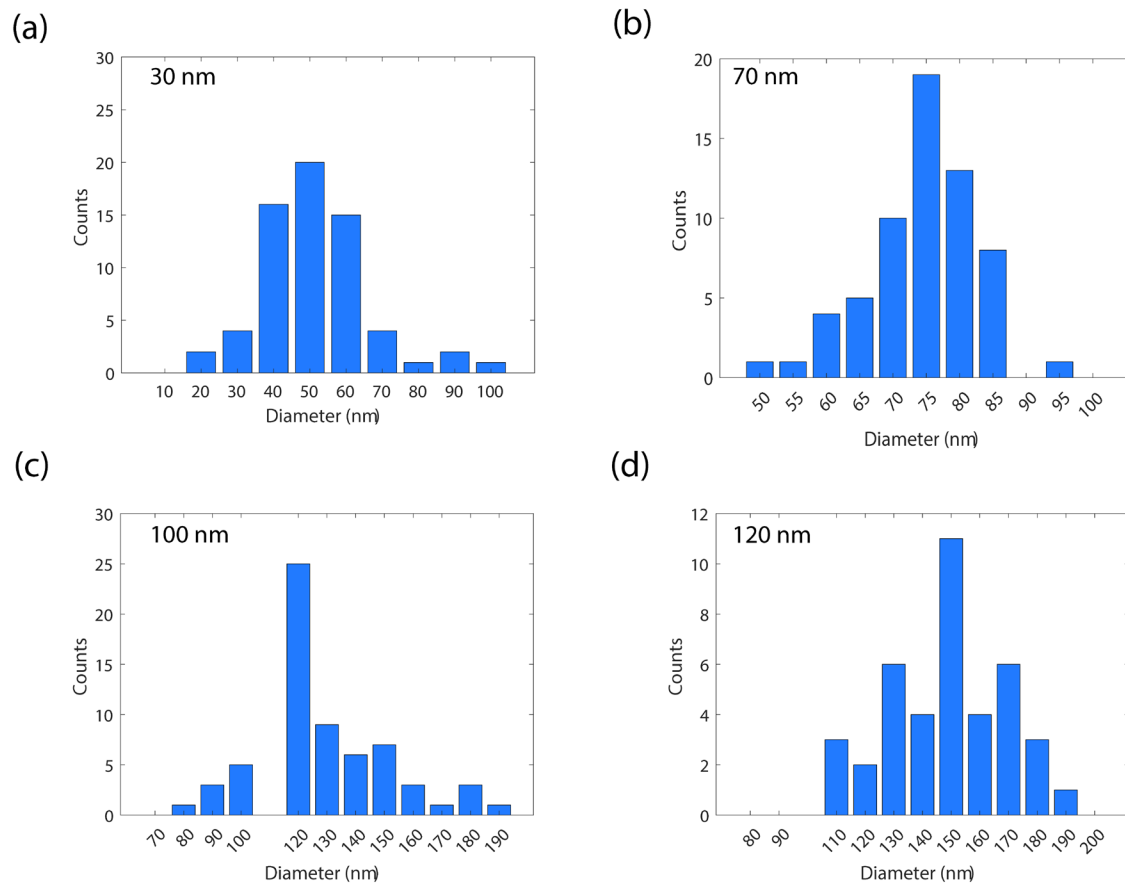 (a)
30 nm
30
25
20
15
10
5
0
Counts
10 20 30 40 50 60 70 80 90 100
Diameter (nm)
(b)
70 nm
20
15
10
5
0
Counts
50 55 60 65 70 75 80 85 90 95 100
Diameter (nm)
(c)
100 nm
30
25
20
15
10
5
0
Counts
70 80 90 100 120 130 140 150 160 170 180 190
Diameter (nm)
(d)
120 nm
12
10
8
6
4
2
0
Counts
80 90 110 120 130 140 150 160 170 180 190 200
Diameter (nm)